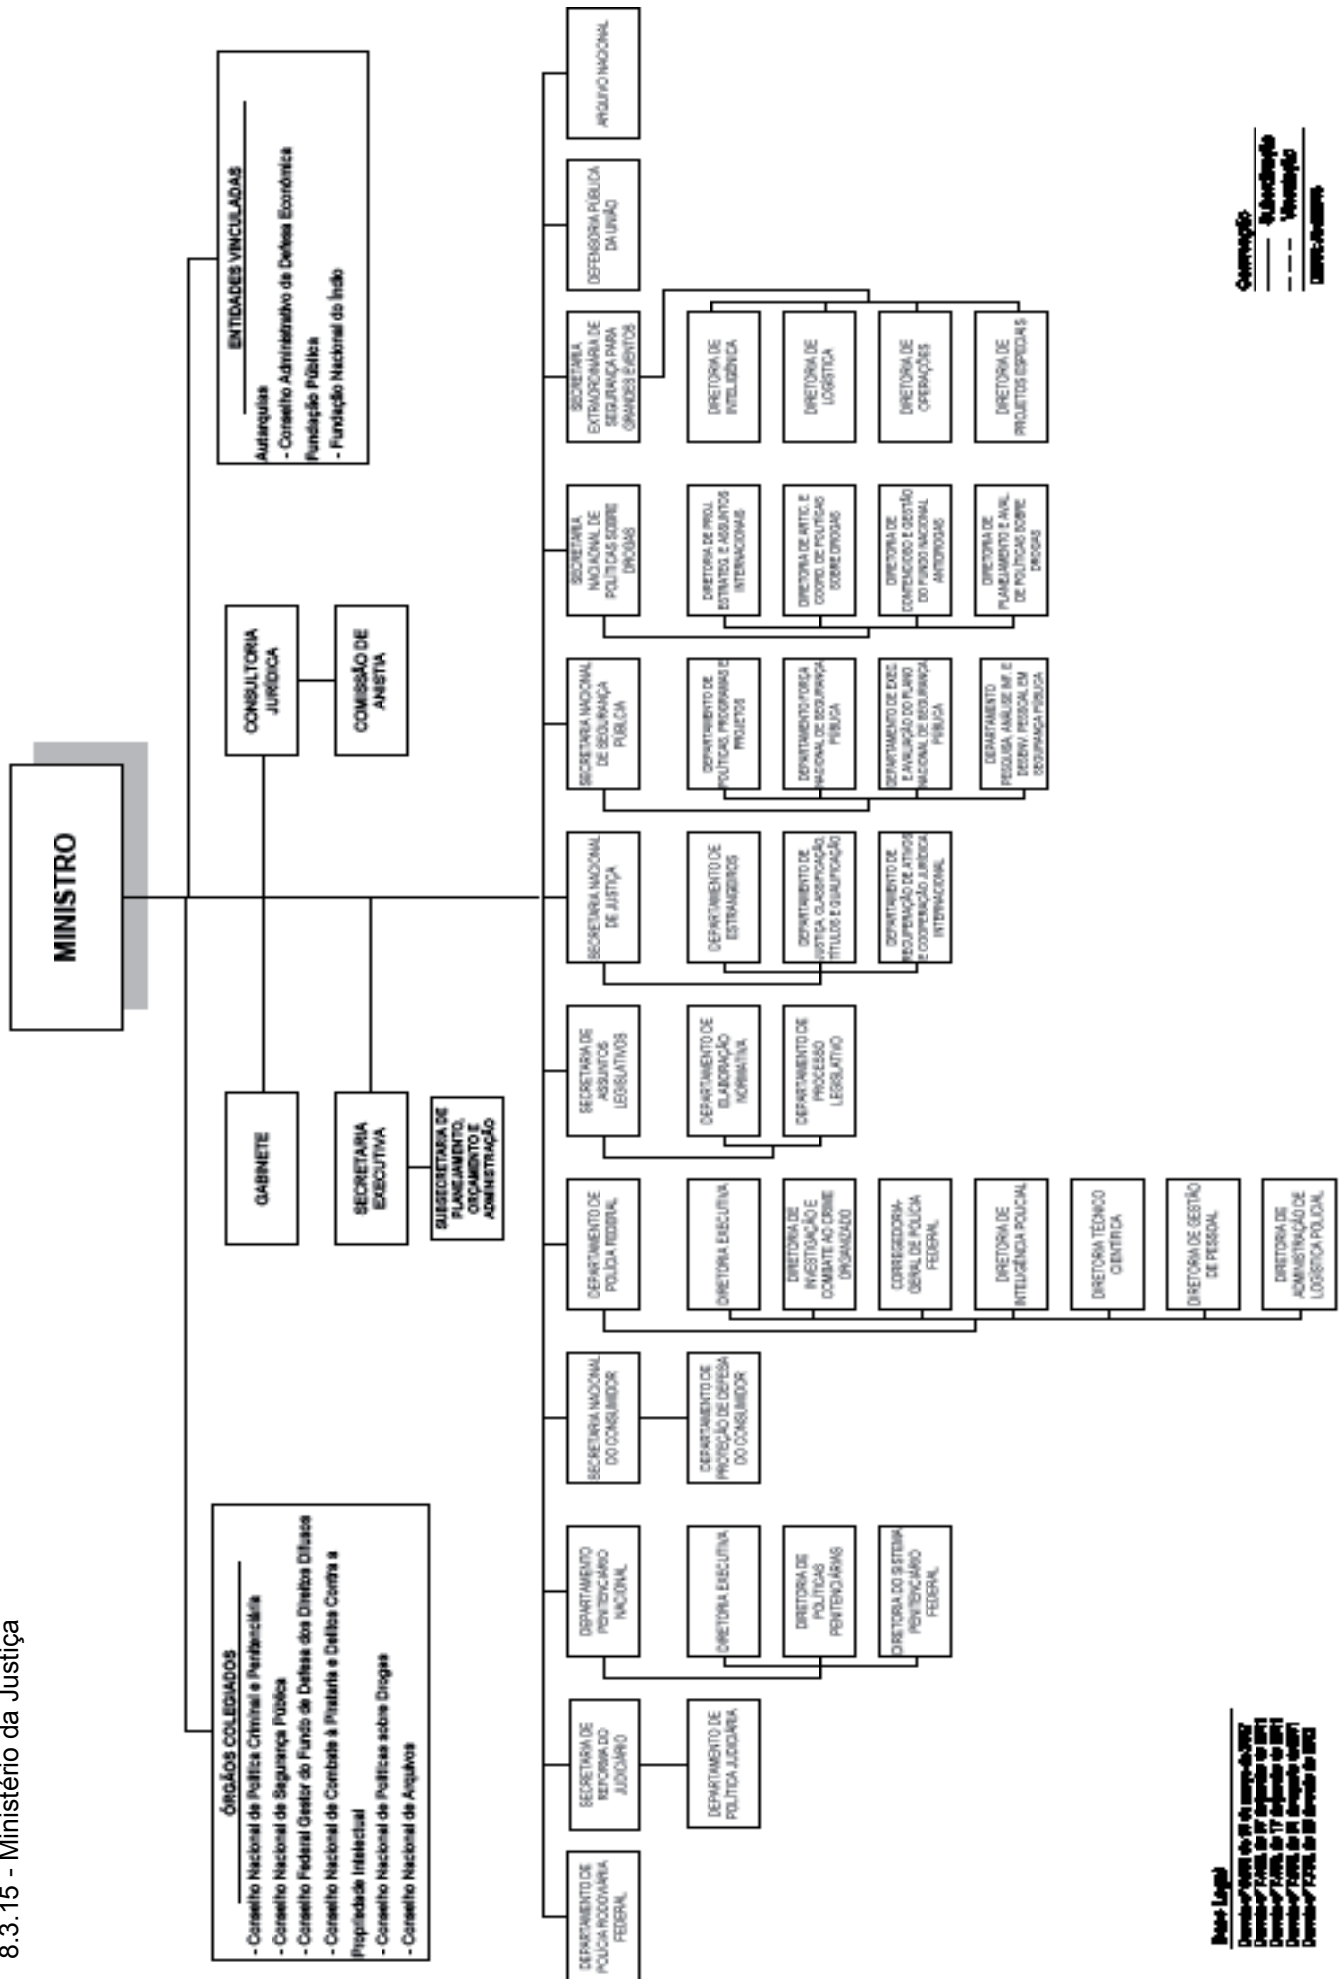 8.3.15 - Ministério da Justiça
MINISTRO
ÓRGÃOS COLEGIADOS
- Conselho Nacional de Política Criminal e Penitenciária
- Conselho Nacional de Segurança Pública
- Conselho Federal Gestor do Fundo de Defesa dos Direitos Difusos
- Conselho Nacional de Combate à Pirataria e Delitos Contra a
Propriedade Intelectual
- Conselho Nacional de Políticas sobre Drogas
- Conselho Nacional de Arquivos
GABINETE
SECRETARIA
EXECUTIVA
SUBSECRETARIA DE
PLANEJAMENTO,
ORÇAMENTO E
ADMINISTRAÇÃO
CONSULTORIA
JURÍDICA
COMISSÃO DE
ANISTIA
ENTIDADES VINCULADAS
Autarquias
- Conselho Administrativo de Defesa Econômica
Fundação Pública
- Fundação Nacional do Índio
DEPARTAMENTO DE
POLÍCIA RODOVIÁRIA
FEDERAL
SECRETARIA DE
REFORMA DO
JUDICIÁRIO
DEPARTAMENTO DE
POLÍTICA JUDICIÁRIA
DEPARTAMENTO
PENITENCIÁRIO
NACIONAL
DIRETORIA EXECUTIVA
DIRETORIA DE
POLÍTICAS
PENITENCIÁRIAS
DIRETORIA DO SISTEMA
PENITENCIÁRIO
FEDERAL
SECRETARIA NACIONAL
DO CONSUMIDOR
DEPARTAMENTO DE
PROTEÇÃO DE DEFESA
DO CONSUMIDOR
DEPARTAMENTO DE
POLÍCIA FEDERAL
DIRETORIA EXECUTIVA
DIRETORIA DE
INVESTIGAÇÃO E
COMBATE AO CRIME
ORGANIZADO
CORREGEDORIA-
GERAL DE POLÍCIA
FEDERAL
DIRETORIA DE
INTELIGÊNCIA POLICIAL
DIRETORIA TÉCNICO
CIENTÍFICA
DIRETORIA DE GESTÃO
DE PESSOAL
DIRETORIA DE
ADMINISTRAÇÃO DE
LOGÍSTICA POLICIAL
SECRETARIA DE
ASSUNTOS
LEGISLATIVOS
DEPARTAMENTO DE
ELABORAÇÃO
NORMATIVA
DEPARTAMENTO DE
PROCESSO
LEGISLATIVO
SECRETARIA NACIONAL
DE JUSTIÇA
DEPARTAMENTO DE
ESTRANGEIROS
DEPARTAMENTO DE
JUSTIÇA, CLASSIFICAÇÃO,
TÍTULOS E QUALIFICAÇÃO
DEPARTAMENTO DE
RECUPERAÇÃO DE ATIVOS
E COOPERAÇÃO JURÍDICA
INTERNACIONAL
SECRETARIA NACIONAL
DE SEGURANÇA
PÚBLCIA
DEPARTAMENTO DE
POLÍTICAS, PROGRAMAS E
PROJETOS
DEPARTAMENTO FORÇA
NACIONAL DE SEGURANÇA
PÚBLICA
DEPARTAMENTO DE EXEC.
E AVALIAÇÃO DO PLANO
NACIONAL DE SEGURANÇA
PÚBLICA
DEPARTAMENTO
PESQUISA, ANÁLISE INF. E
DESENV. PESSOAL EM
SEGURANÇA PÚBLICA
SECRETARIA
NACIAONAL DE
POLÍTICAS SOBRE
DROGAS
DIRETORIA DE PROJ.
ESTRATEG. E ASSUNTOS
INTERNACIONAIS
DIRETORIA DE ARTIC. E
COORD. DE POLÍTICAS
SOBRE DROGAS
DIRETORIA DE
CONTENCIOSO E GESTÃO
DO FUNDO NACIONAL
ANTIDROGAS
DIRETORIA DE
PLANEJAMENTO E AVAL.
DE POLÍTICAS SOBRE
DROGAS
SECRETARIA
EXTRAORDINÁRIA DE
SEGURANÇA PARA
GRANDES EVENTOS
DIRETORIA DE
INTELIGÊNICA
DIRETORIA DE
LOGÍSTICA
DIRETORIA DE
OPERAÇÕES
DIRETORIA DE
PROJETOS ESPECIAIS
DEFENSORIA PÚBLICA
DA UNIÃO
ARQUIVO NACIONAL
Base Legal
Convenção
Subordinação
Vinculação